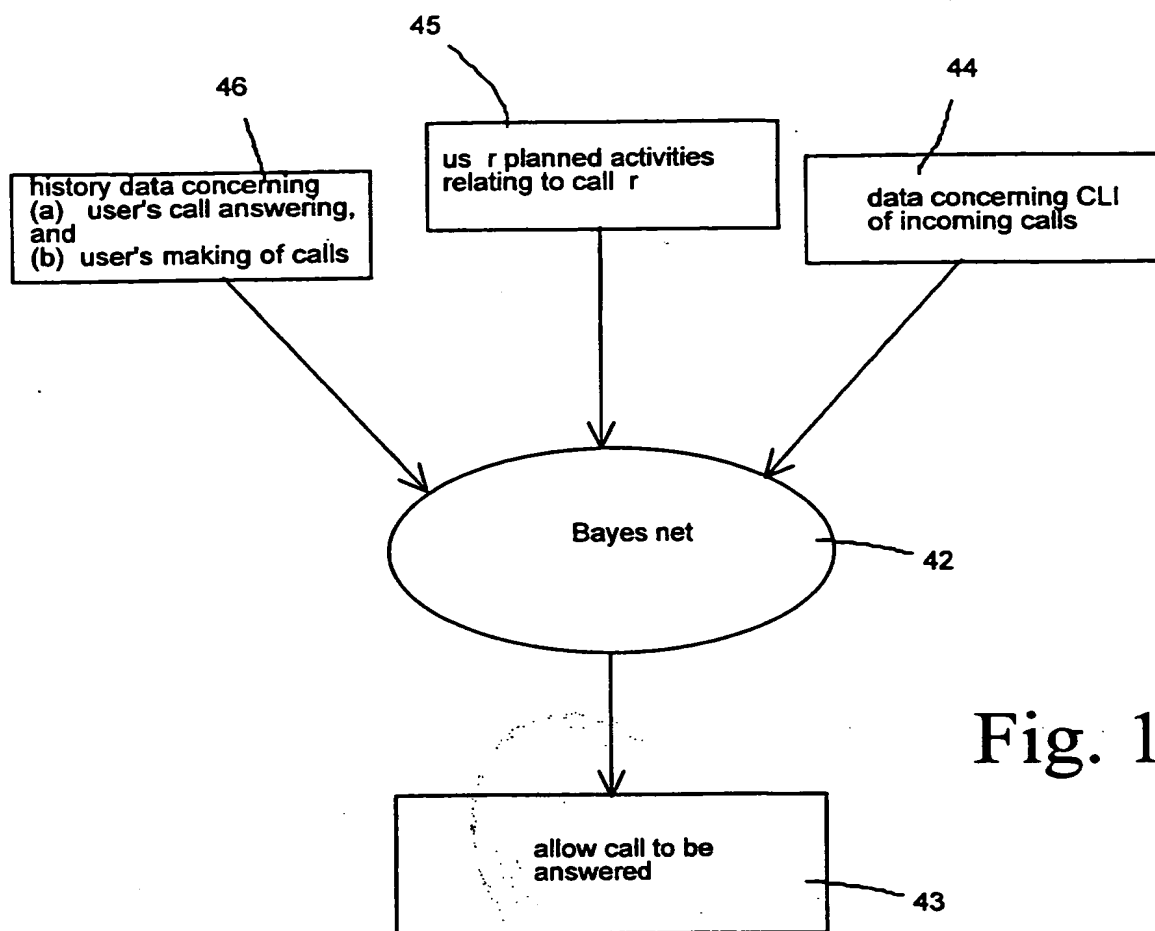 45
46
44
history data concerning
(a) user's call answering,
and
(b) user's making of calls
us r planned activities
relating to call r
data concerning CLI
of incoming calls
Bayes net
42
Fig. 1
allow call to be
answered
43